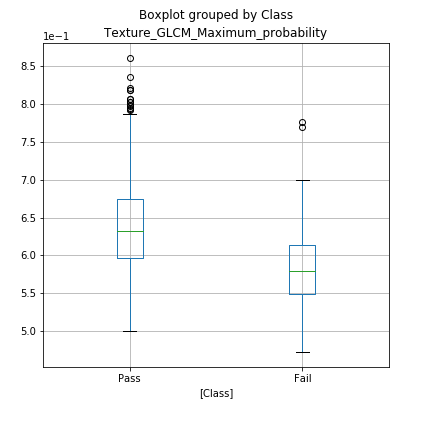 Boxplot grouped by Class
Texture_GLCM_Maximum_probability
1e−1
8.5
8.0
7.5
7.0
6.5
6.0
5.5
5.0
Pass Fail
[Class]